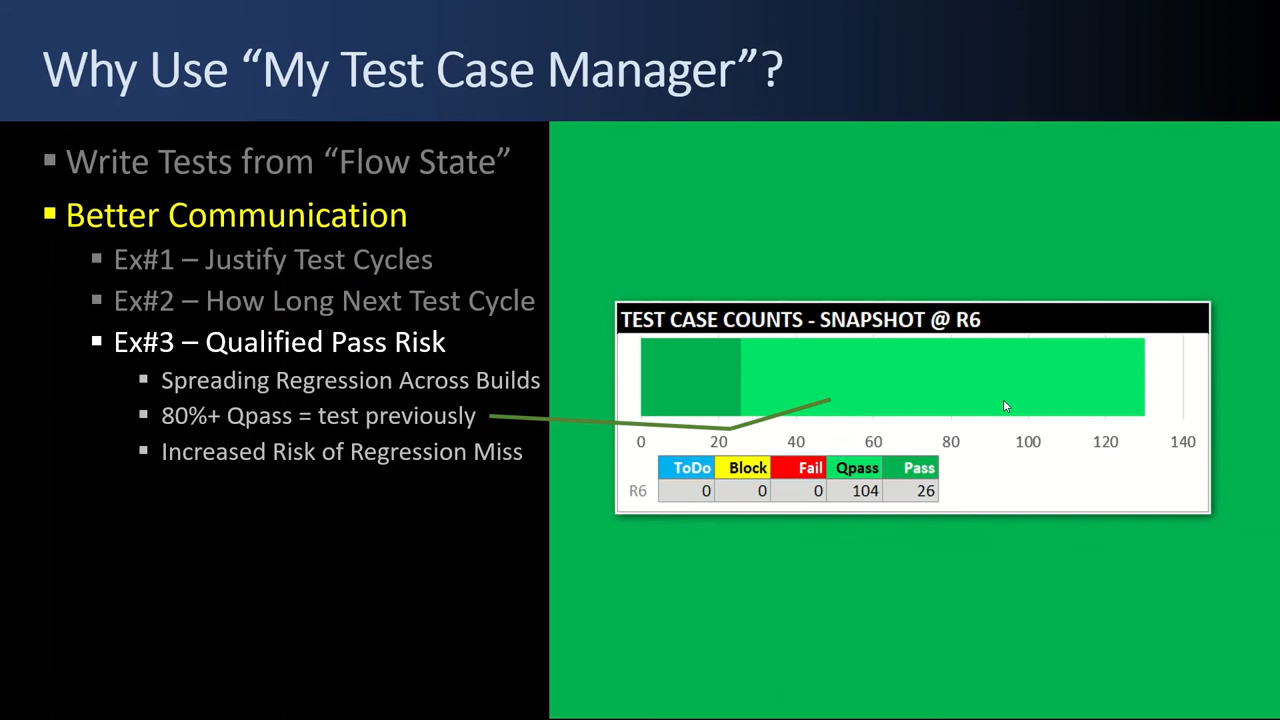 Why Use “My Test Case Manager”?
Write Tests from “Flow State”
Better Communication
Ex#1 – Justify Test Cycles
Ex#2 – How Long Next Test Cycle
Ex#3 – Qualified Pass Risk
Spreading Regression Across Builds
80%+ Qpass = test previously
Increased Risk of Regression Miss
TEST CASE COUNTS - SNAPSHOT @ R6
0 20 40 60 80 100 120 140
ToDo Block Fail Qpass Pass
R6 0 0 0 104 26